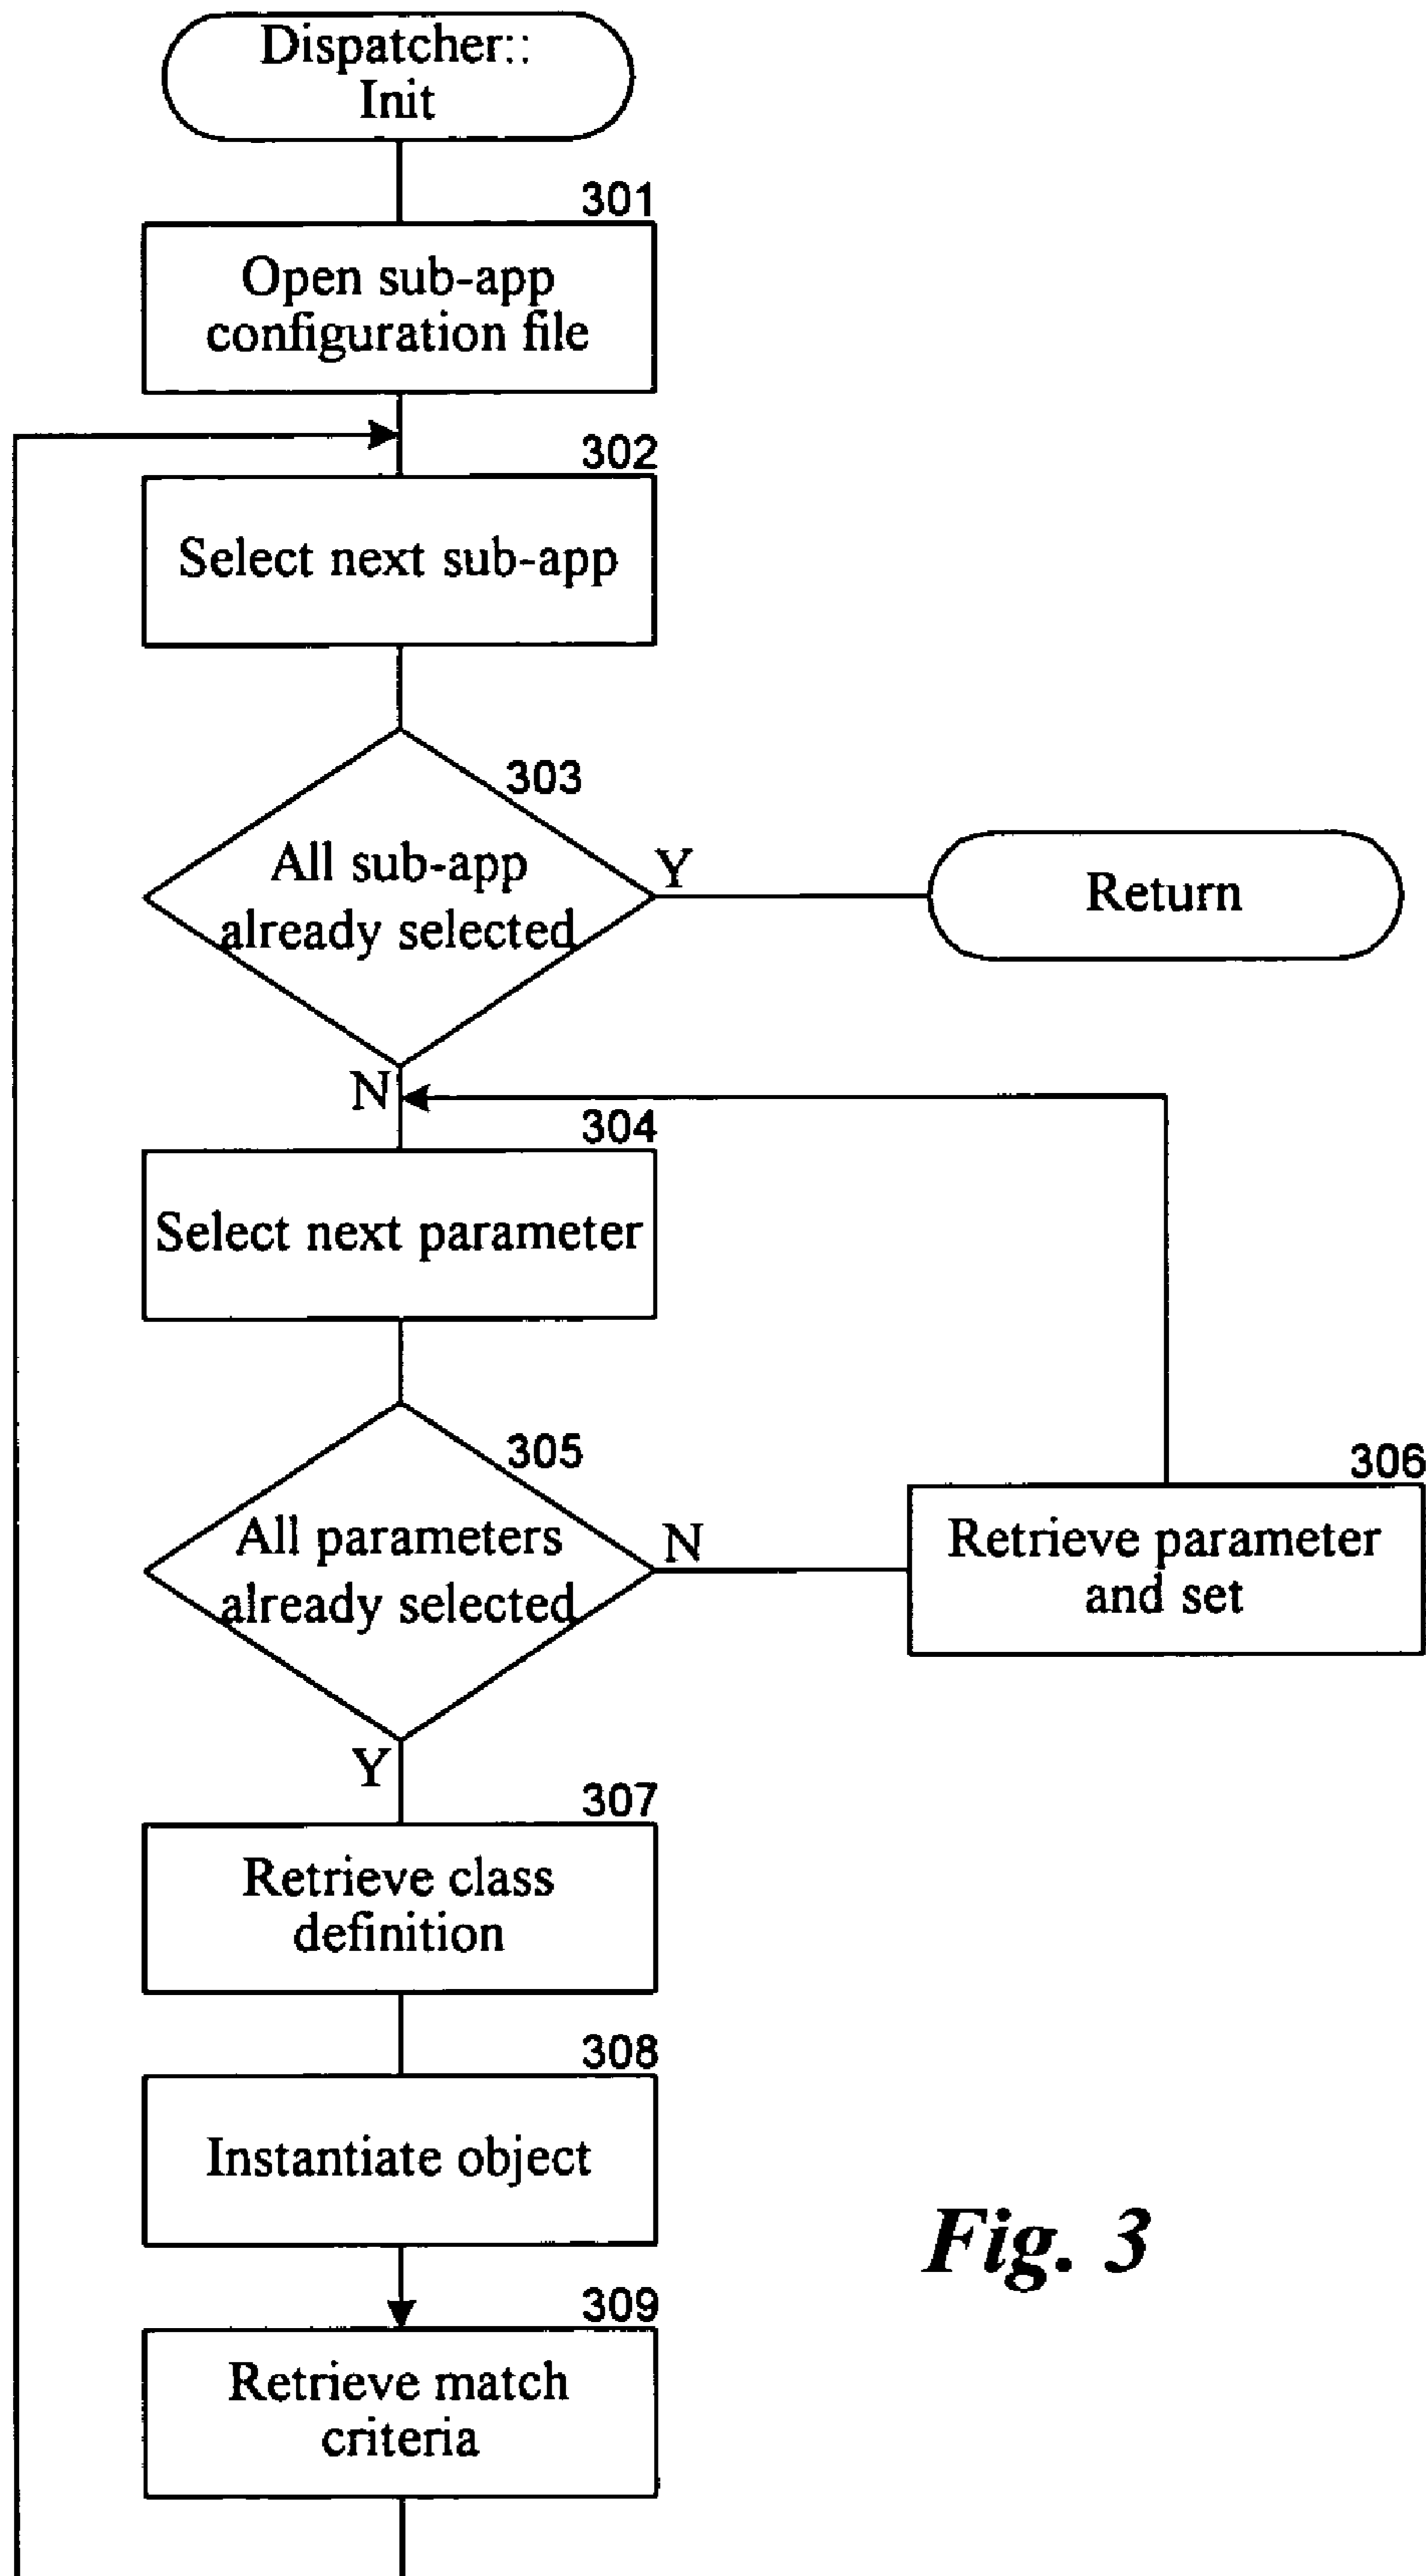 Dispatcher::
Init
301
Open sub-app
configuration file
302
Select next sub-app
303
All sub-app
already selected
Y
Return
N
304
Select next parameter
305
All parameters
already selected
N
306
Retrieve parameter
and set
Y
307
Retrieve class
definition
308
Instantiate object
309
Retrieve match
criteria
Fig. 3